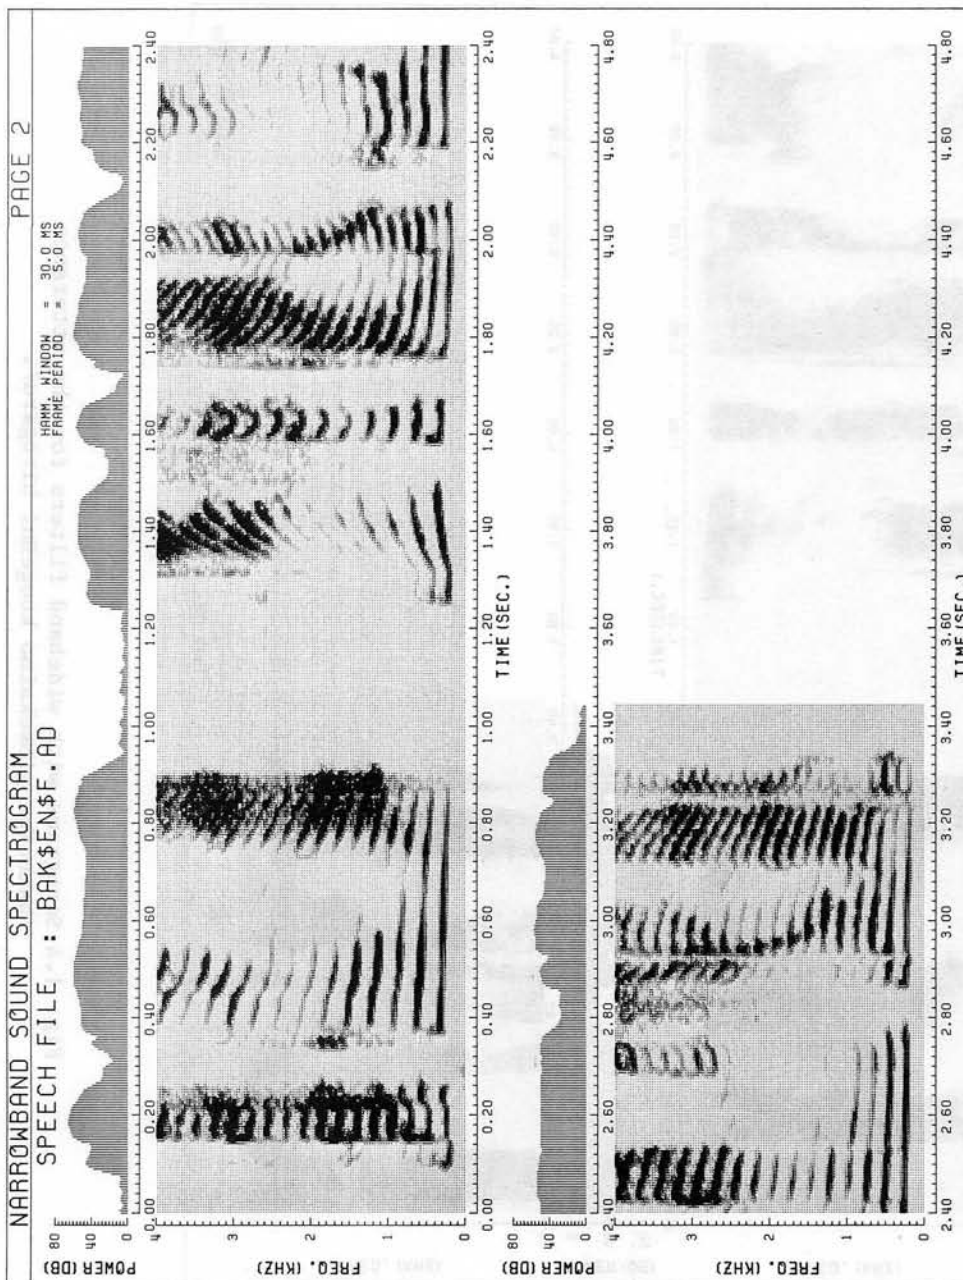 NARROWBAND SOUND SPECTROGRAM PAGE 2
SPEECH FILE : BAK$SEN$F.AD
HAMM. WINDOW = 30.0 MS
FRAME PERIOD = 5.0 MS
80
40
0
POWER(DB)
4
3
2
1
0
FREQ. (KHZ)
0.00 0.20 0.40 0.60 0.80 1.00 1.20 1.40 1.60 1.80 2.00 2.20 2.40
TIME(SEC.)
80
40
0
POWER(DB)
4
3
2
1
0
FREQ. (KHZ)
2.40 2.60 2.80 3.00 3.20 3.40 3.60 3.80 4.00 4.20 4.40 4.60 4.80
TIME(SEC.)